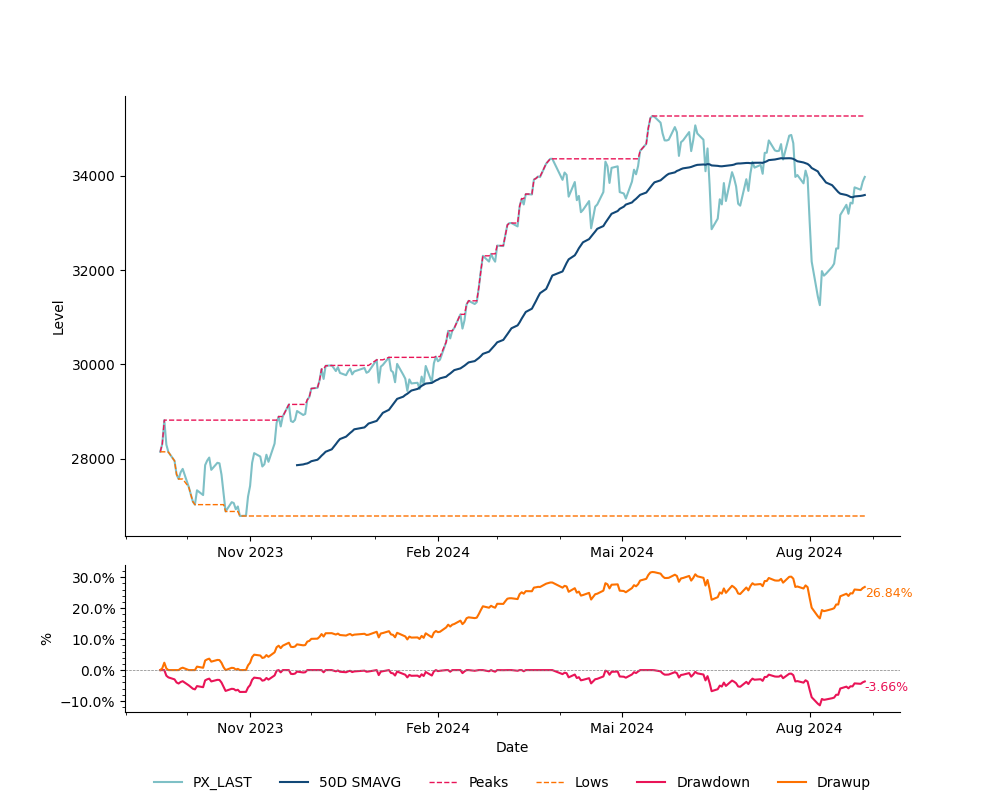 34000
32000
30000
28000
Level
Nov 2023 Feb 2024 Mai 2024 Aug 2024
30.0%
20.0%
10.0%
0.0%
−10.0%
%
26.84%
-3.66%
Nov 2023 Feb 2024 Mai 2024 Aug 2024
Date
PX_LAST 50D SMAVG Peaks Lows Drawdown Drawup